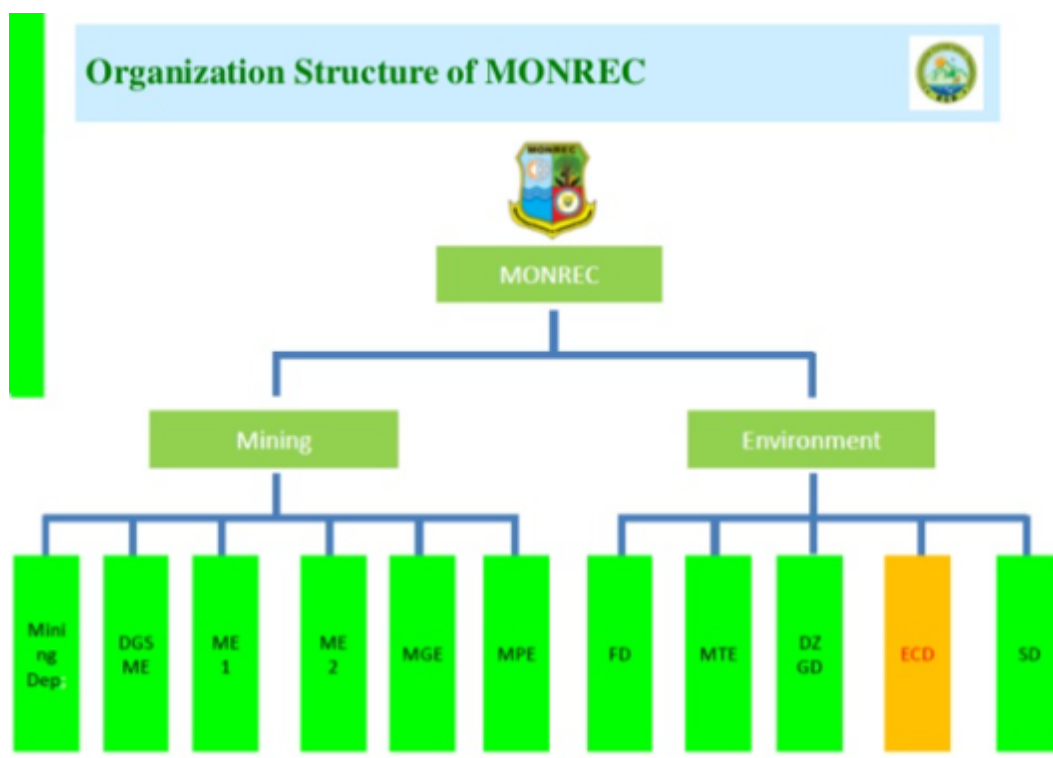 Organization Structure of MONREC
MONREC
MONREC
Mining
Environment
Mini
ng
Dep:
DGS
ME
ME
1
ME
2
MGE
MPE
FD
MTE
DZ
GD
ECD
SD